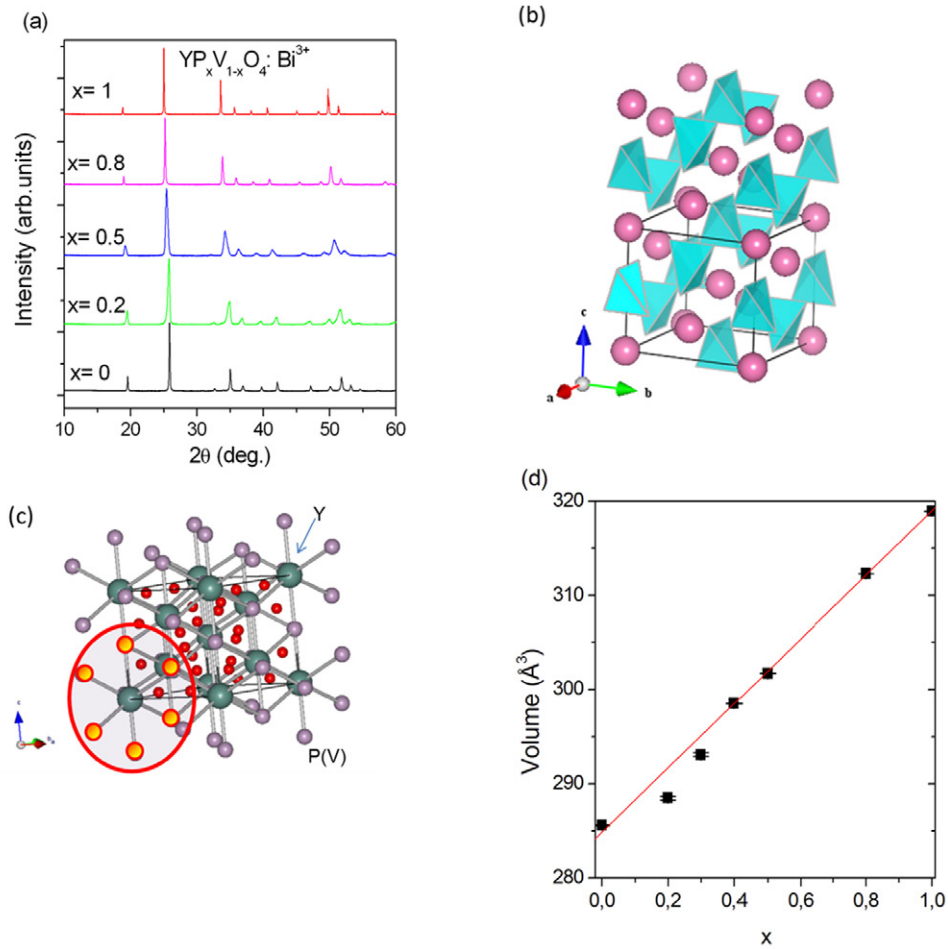 (a)
YPxV1-xO4: Bi3+
x= 1
x= 0.8
x= 0.5
x= 0.2
x= 0
Intensity (arb.units)
10 20 30 40 50 60
2θ (deg.)
(b)
c
a
b
(c)
Y
P(V)
c
b a
(d)
320
310
300
290
280
Volume (Å3)
0,0 0,2 0,4 0,6 0,8 1,0
x